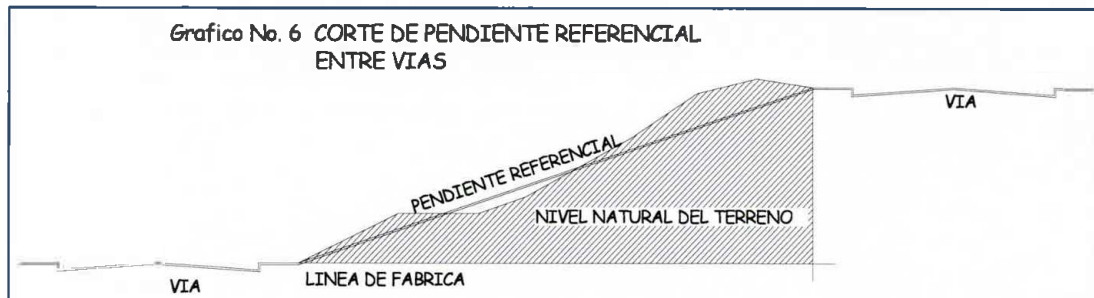 Grafico No. 6 CORTE DE PENDIENTE REFERENCIAL
ENTRE VIAS
VIA
PENDIENTE REFERENCIAL
NIVEL NATURAL DEL TERRENO
VIA
LINEA DE FABRICA